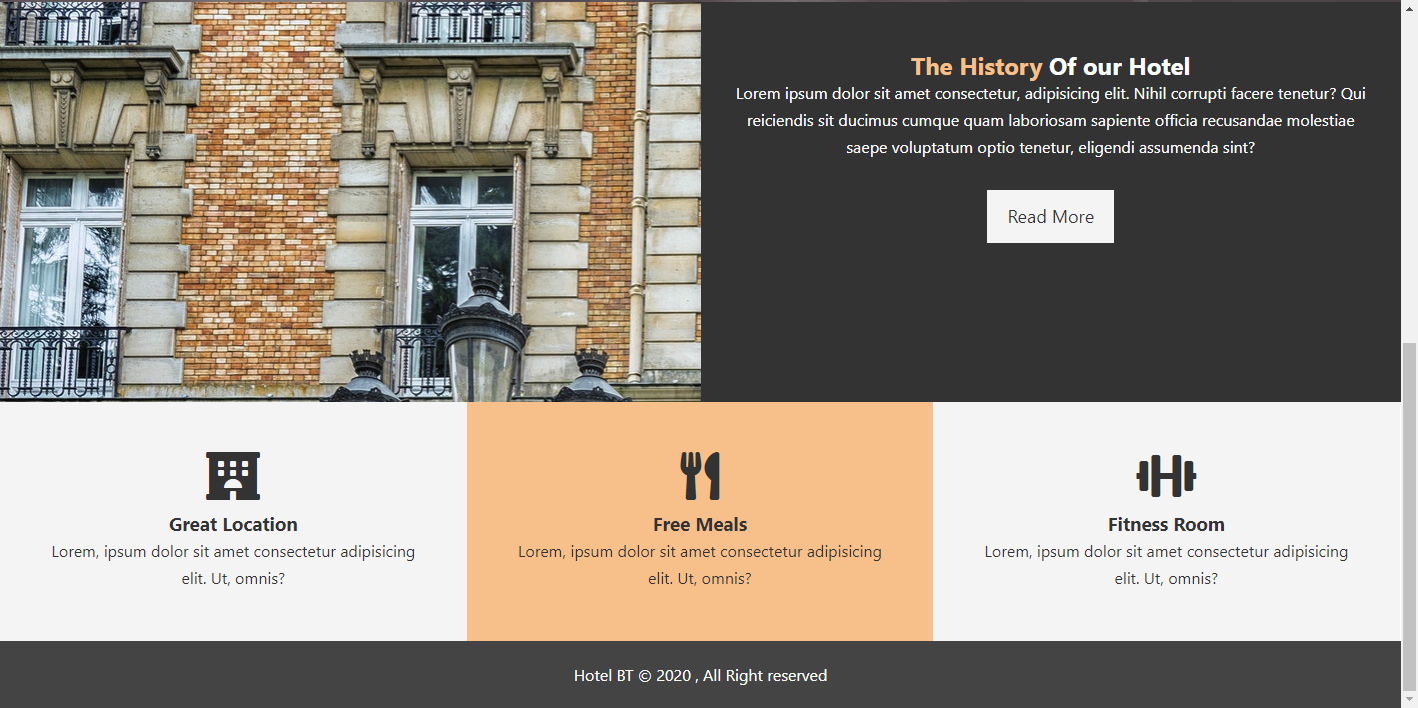 The History Of our Hotel
Lorem ipsum dolor sit amet consectetur, adipisicing elit. Nihil corrupti facere tenetur? Qui
reiciendis sit ducimus cumque quam laboriosam sapiente officia recusandae molestiae
saepe voluptatum optio tenetur, eligendi assumenda sint?
Read More
Great Location
Lorem, ipsum dolor sit amet consectetur adipisicing
elit. Ut, omnis?
Free Meals
Lorem, ipsum dolor sit amet consectetur adipisicing
elit. Ut, omnis?
Fitness Room
Lorem, ipsum dolor sit amet consectetur adipisicing
elit. Ut, omnis?
Hotel BT © 2020 , All Right reserved